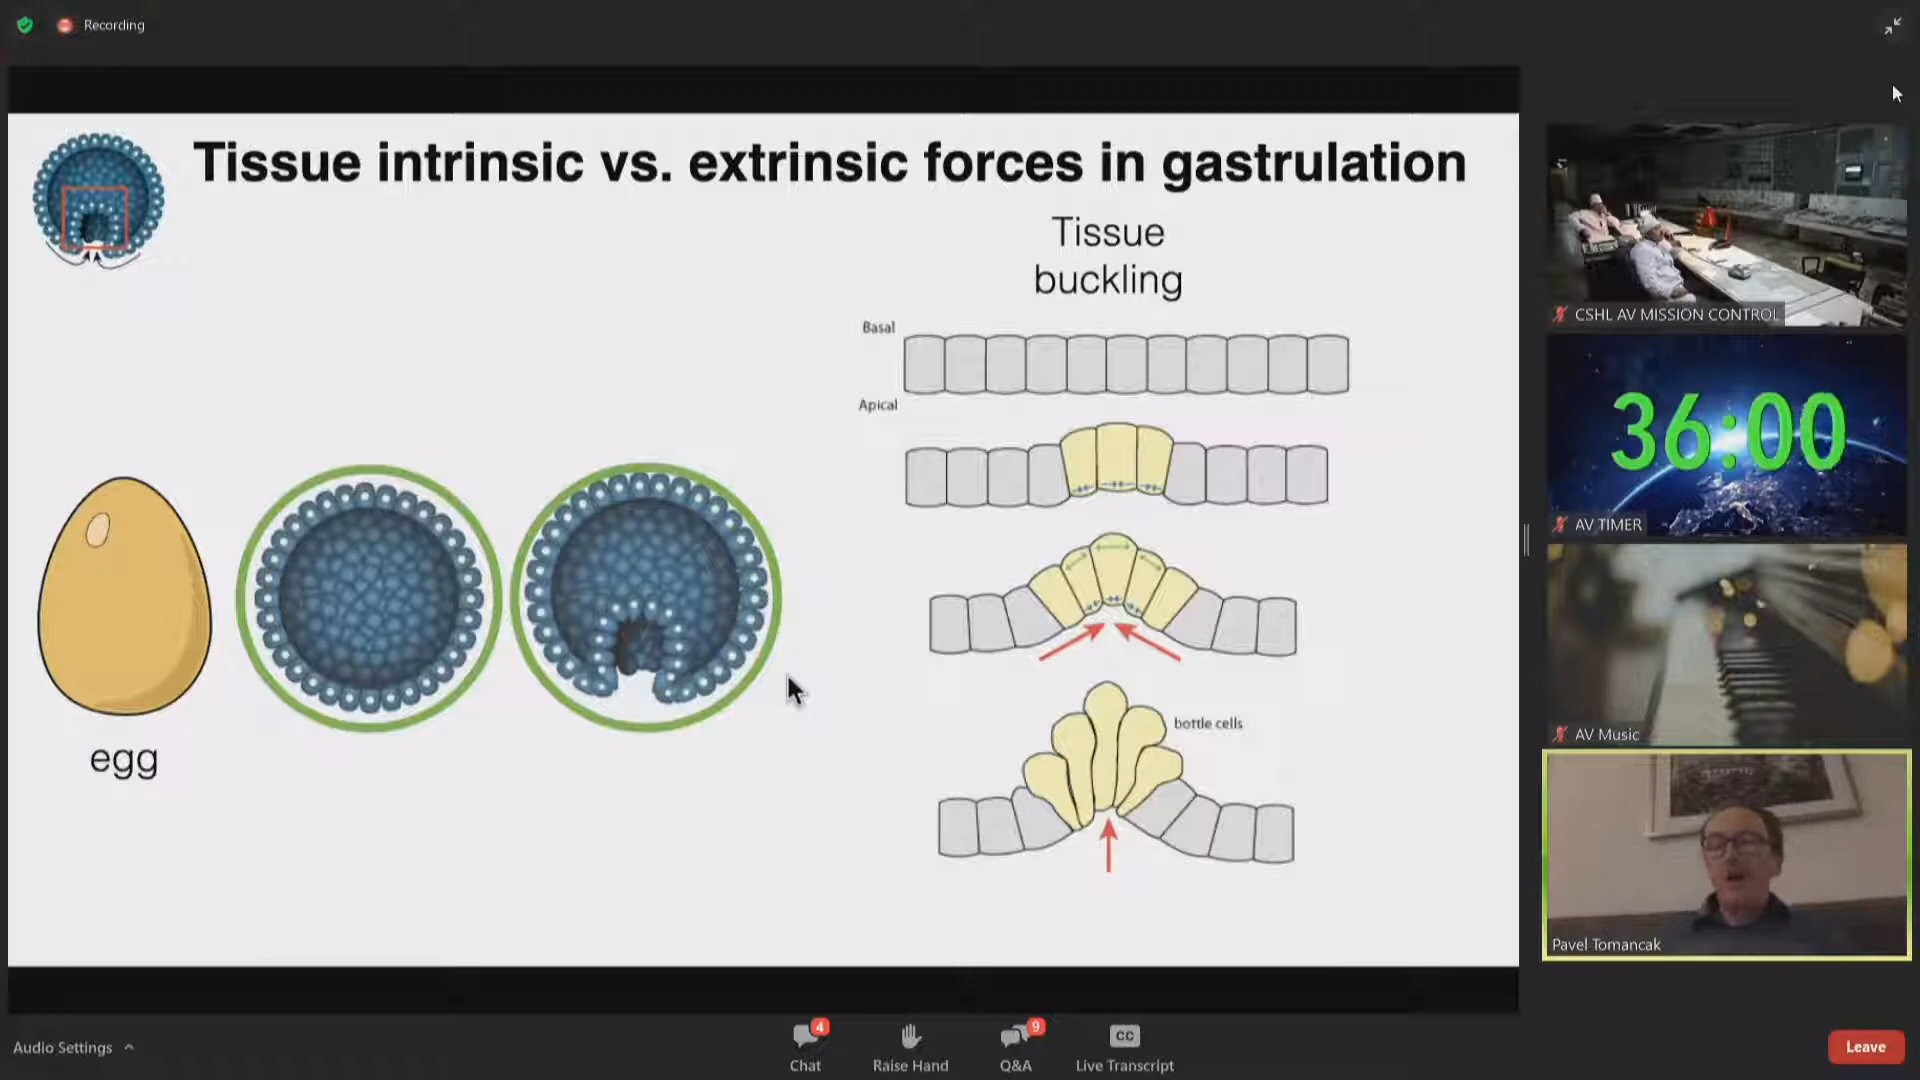 Recording
Tissue intrinsic vs. extrinsic forces in gastrulation
Tissue
buckling
Basal
Apical
bottle cells
egg
CSHL AV MISSION CONTROL
36:00
AV TIMER
AV Music
Pavel Tomancak
Audio Settings
4
Chat
Raise Hand
9
Q&A
CC
Live Transcript
Leave